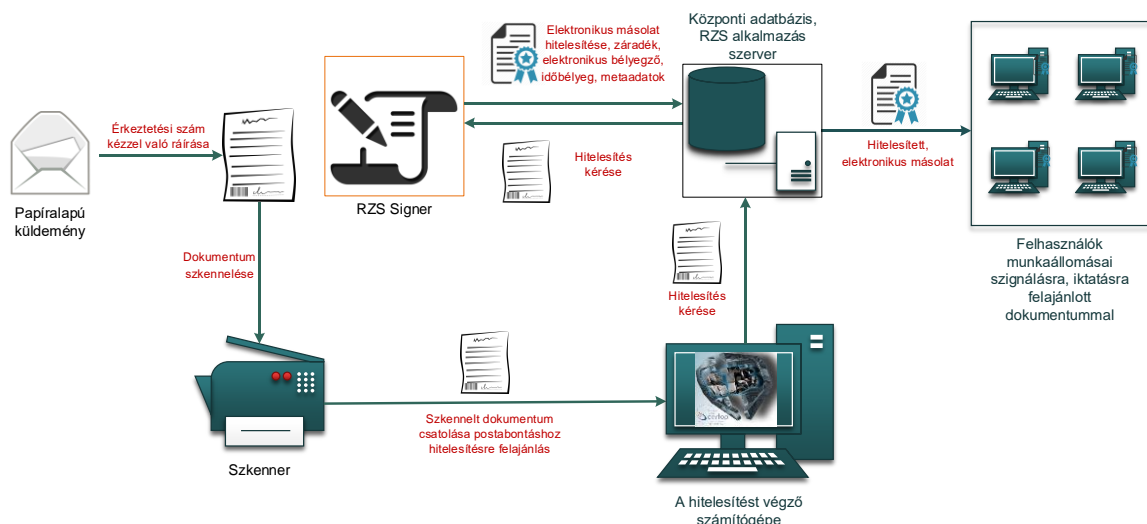 Elektronikus másolat
hitelesítése, záradék,
elektronikus bélyegző,
időbélyeg, metaadatok
Központi adatbázis,
RZS alkalmazás
szerver
Érkeztetési szám
kézzel való ráírása
Papíralapú
küldemény
RZS Signer
Hitelesítés
kérése
Hitelesített,
elektronikus másolat
Felhasználók
munkaállomásai
szignálásra, iktatásra
felajánlott
dokumentummal
Dokumentum
szkennelése
Hitelesítés
kérése
Szkennelt dokumentum
csatolása postabontáshoz
hitelesítésre felajánlás
Szkenner
A hitelesítést végző
számítógépe